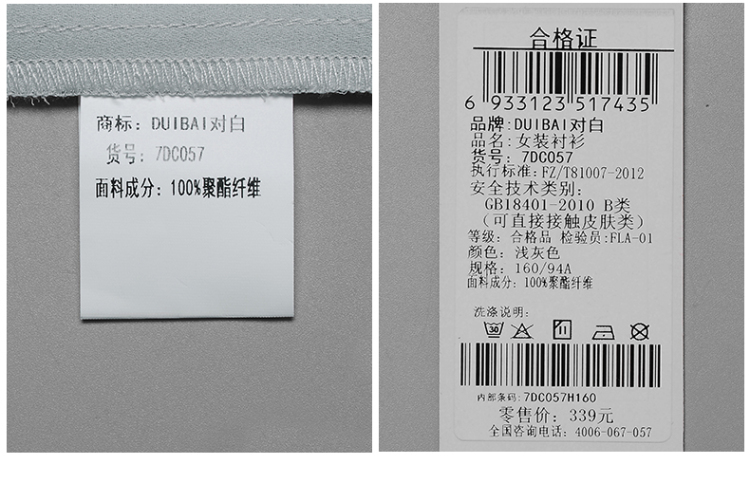 商标: DUIBAI对白
货号: 7DC057
面料成分: 100%聚酯纤维
合格证
6 933123 517435
品牌:DUIBAI对白
品名: 女装衬衫
货号: 7DC057
执行标准:FZ/T81007-2012
安全技术类别:
GB18401-2010 B类
(可直接接触皮肤类)
等级: 合格品 检验员:FLA-01
颜色: 浅灰色
规格: 160/94A
面料成分: 100%聚酯纤维
洗涤说明:
30
内部条码:7DC057H160
零售价: 339元
全国咨询电话: 4006-067-057